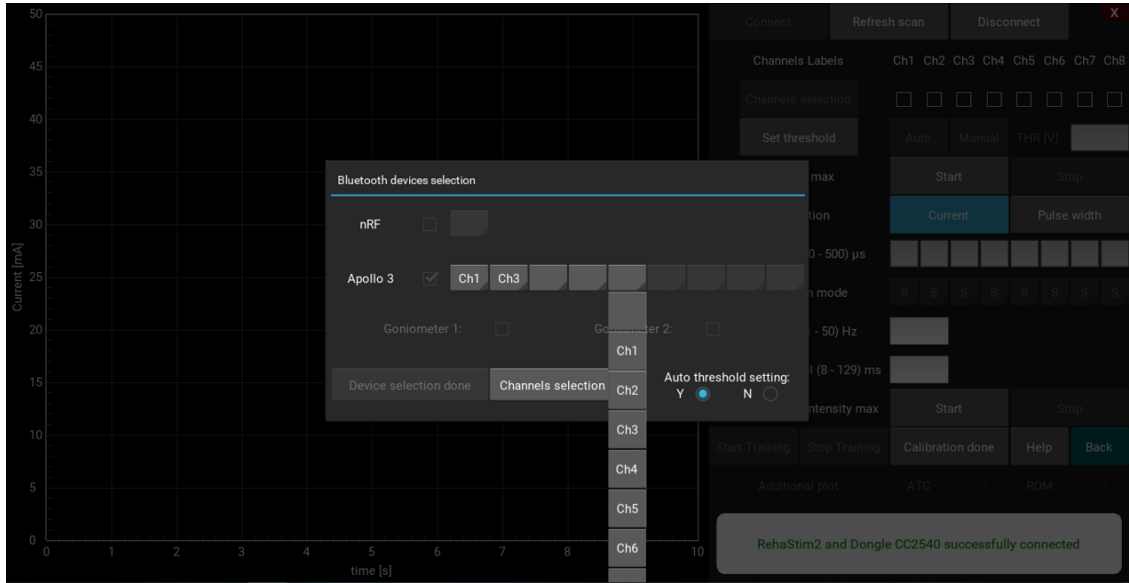 50
45
40
35
30
25
20
15
10
5
0
0 1 2 3 4 5 6 7 8 10
Current [mA]
time [s]
Connect Refresh scan Disconnect X
Channels Labels Ch1 Ch2 Ch3 Ch4 Ch5 Ch6 Ch7 Ch8
Channels selection
Set threshold Auto Manual THR [V]:
max Start Stop
tion Current Pulse width
0 - 500) µs
n mode S S S S S S S S
- 50) Hz
l (8 - 129) ms
ntensity max Start Stop
Start Training Stop Training Calibration done Help Back
Additional plot ATC ROM
RehaStim2 and Dongle CC2540 successfully connected
Bluetooth devices selection
nRF
Apollo 3 Ch1 Ch3
Goniometer 1: Go ter 2:
Device selection done Channels selection
Auto threshold setting:
Y N
Ch1
Ch2
Ch3
Ch4
Ch5
Ch6